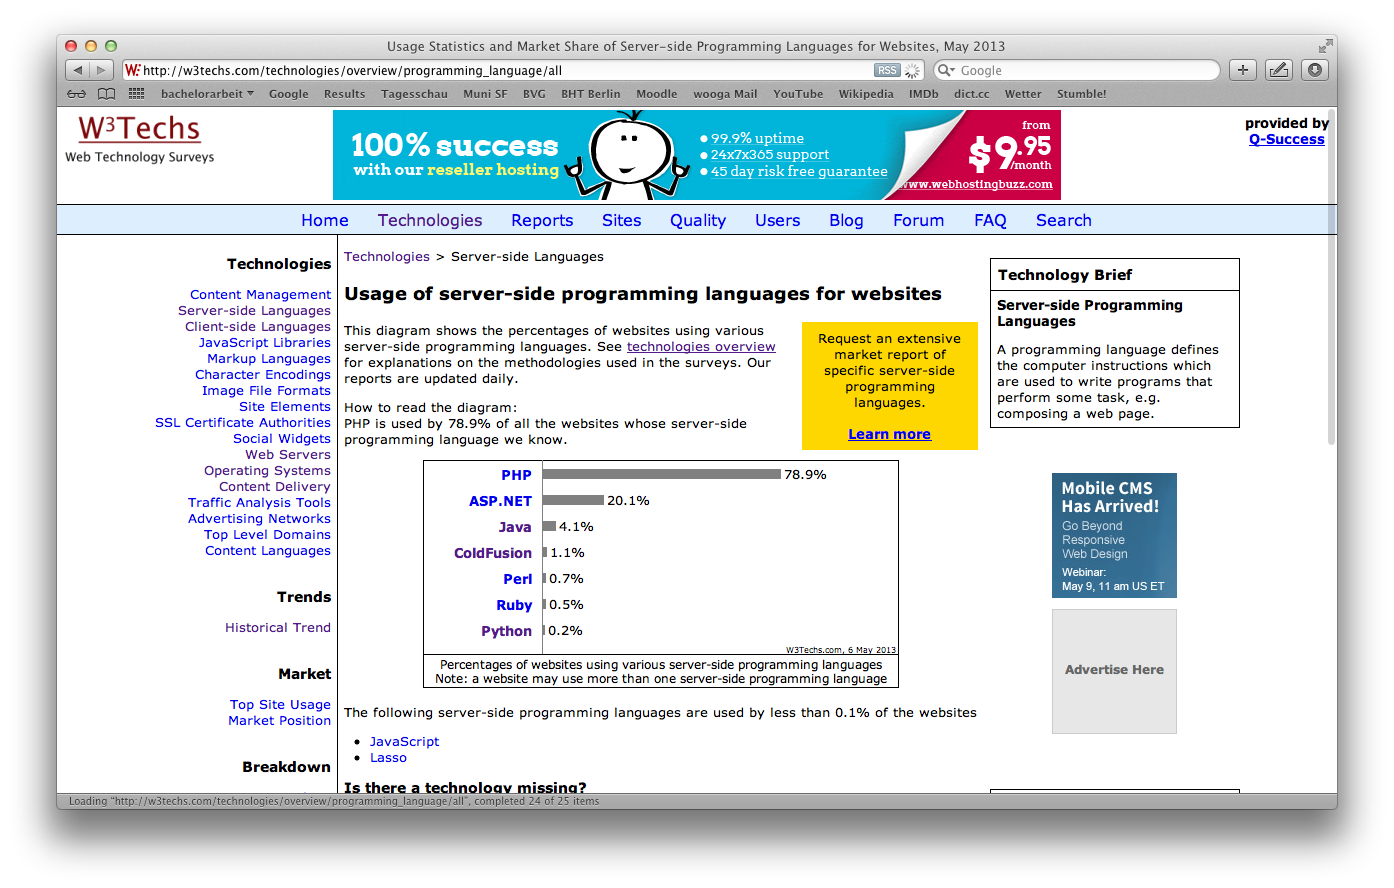 Usage Statistics and Market Share of Server-side Programming Languages for Websites, May 2013
W: http://w3techs.com/technologies/overview/programming_language/all RSS Google
bachelorarbeit Google Results Tagesschau Muni SF BVG BHT Berlin Moodle wooga Mail YouTube Wikipedia IMDb dict.cc Wetter Stumble!
W3Techs
Web Technology Surveys
100% success
with our reseller hosting
99.9% uptime
24x7x365 support
45 day risk free guarantee
from
$9.95
/month
www.webhostingbuzz.com
provided by
Q-Success
Home Technologies Reports Sites Quality Users Blog Forum FAQ Search
Technologies
Content Management
Server-side Languages
Client-side Languages
JavaScript Libraries
Markup Languages
Character Encodings
Image File Formats
Site Elements
SSL Certificate Authorities
Social Widgets
Web Servers
Operating Systems
Content Delivery
Traffic Analysis Tools
Advertising Networks
Top Level Domains
Content Languages
Trends
Historical Trend
Market
Top Site Usage
Market Position
Breakdown
Technologies > Server-side Languages
Usage of server-side programming languages for websites
This diagram shows the percentages of websites using various
server-side programming languages. See technologies overview
for explanations on the methodologies used in the surveys. Our
reports are updated daily.
How to read the diagram:
PHP is used by 78.9% of all the websites whose server-side
programming language we know.
Request an extensive
market report of
specific server-side
programming
languages.
Learn more
PHP 78.9%
ASP.NET 20.1%
Java 4.1%
ColdFusion 1.1%
Perl 0.7%
Ruby 0.5%
Python 0.2%
W3Techs.com, 6 May 2013
Percentages of websites using various server-side programming languages
Note: a website may use more than one server-side programming language
The following server-side programming languages are used by less than 0.1% of the websites
JavaScript
Lasso
Is there a technology missing?
Technology Brief
Server-side Programming
Languages
A programming language defines
the computer instructions which
are used to write programs that
perform some task, e.g.
composing a web page.
Mobile CMS
Has Arrived!
Go Beyond
Responsive
Web Design
Webinar:
May 9, 11 am US ET
Advertise Here
Loading "http://w3techs.com/technologies/overview/programming_language/all", completed 24 of 25 items